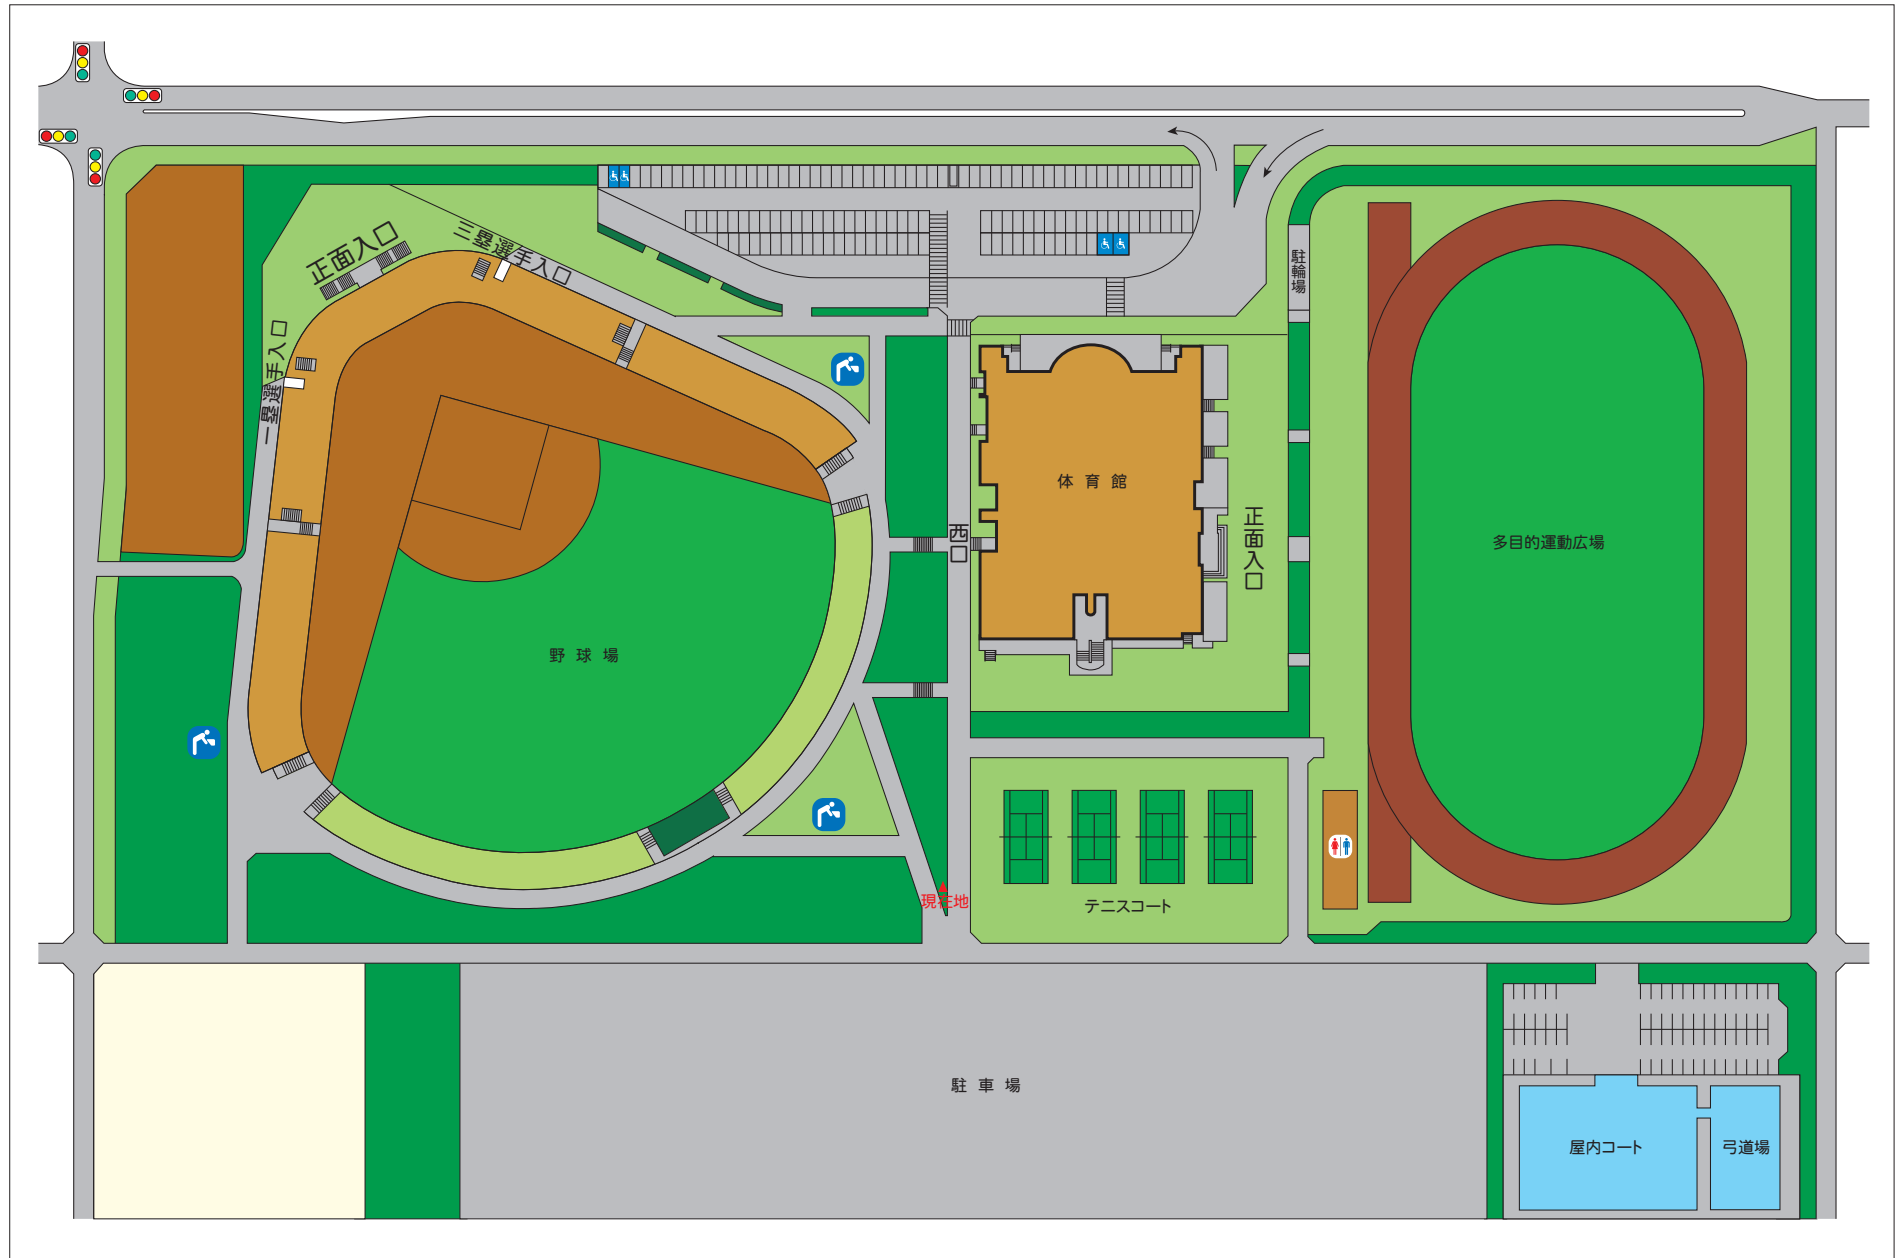 正面入口
三塁選手入口
一塁選手入口
駐輪場
体育館
西口
正面入口
多目的運動広場
野球場
現在地
テニスコート
駐車場
屋内コート
弓道場